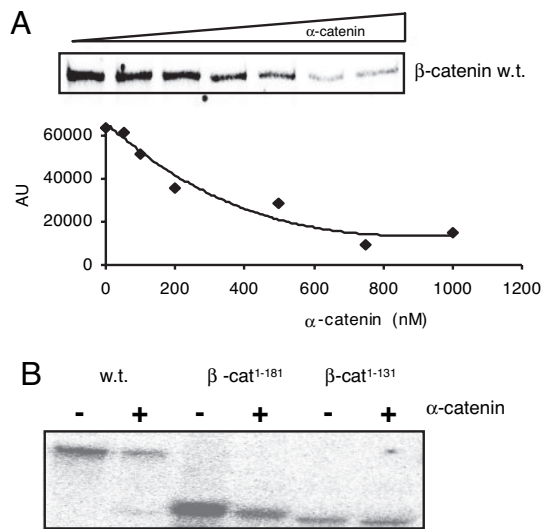 A
α-catenin
β-catenin w.t.
60000
40000
20000
0
AU
0 200 400 600 800 1000 1200
α-catenin (nM)
B
w.t. β-cat¹⁻¹⁸¹ β-cat¹⁻¹³¹
- + - + - + α-catenin